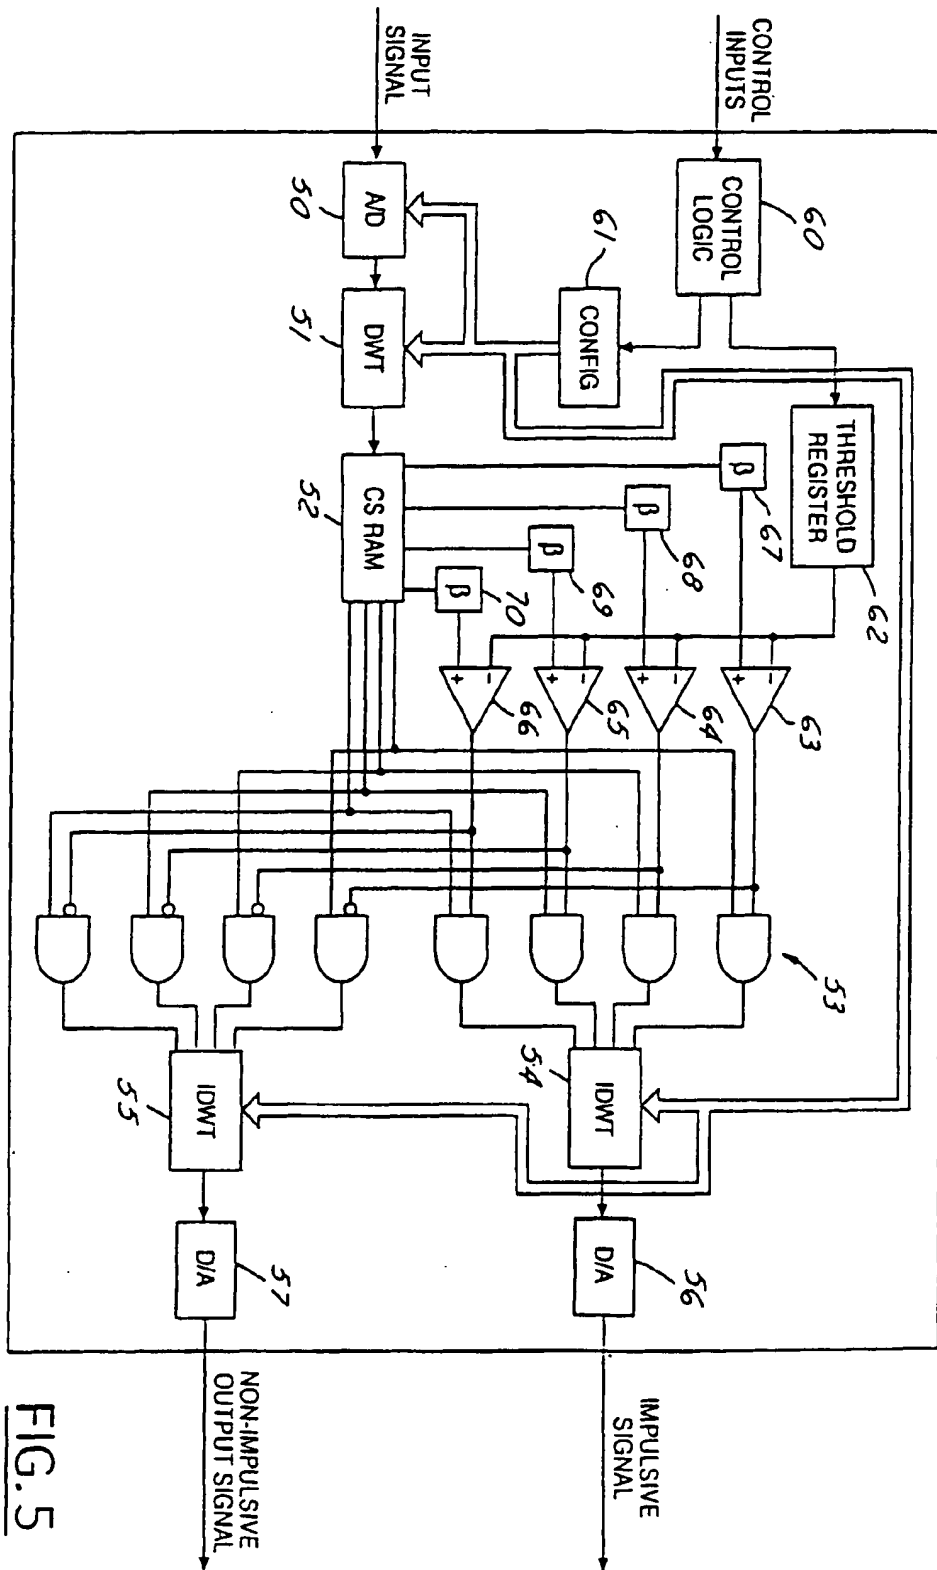 CONTROL
INPUTS
CONTROL
LOGIC
60
61
CONFIG
THRESHOLD
REGISTER
62
INPUT
SIGNAL
A/D
50
DWT
51
CS RAM
52
β
67
β
68
β
69
β
70
-
+
63
-
+
64
-
+
65
-
+
66
53
54
IDWT
D/A
56
IMPULSIVE
SIGNAL
55
IDWT
D/A
57
NON-IMPULSIVE
OUTPUT SIGNAL
FIG.5